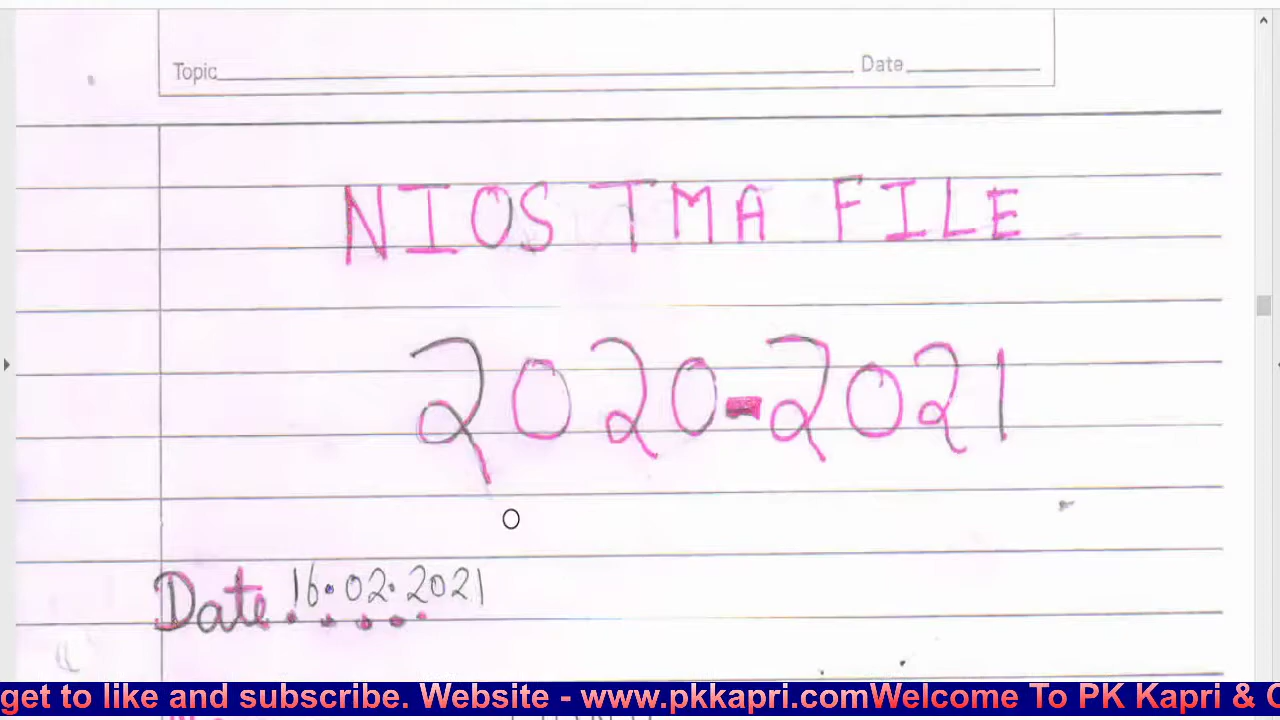 Topic Date
NIOS TMA FILE
2020-2021
Date 16.02.2021
get to like and subscribe. Website - www.pkkapri.comWelcome To PK Kapri &